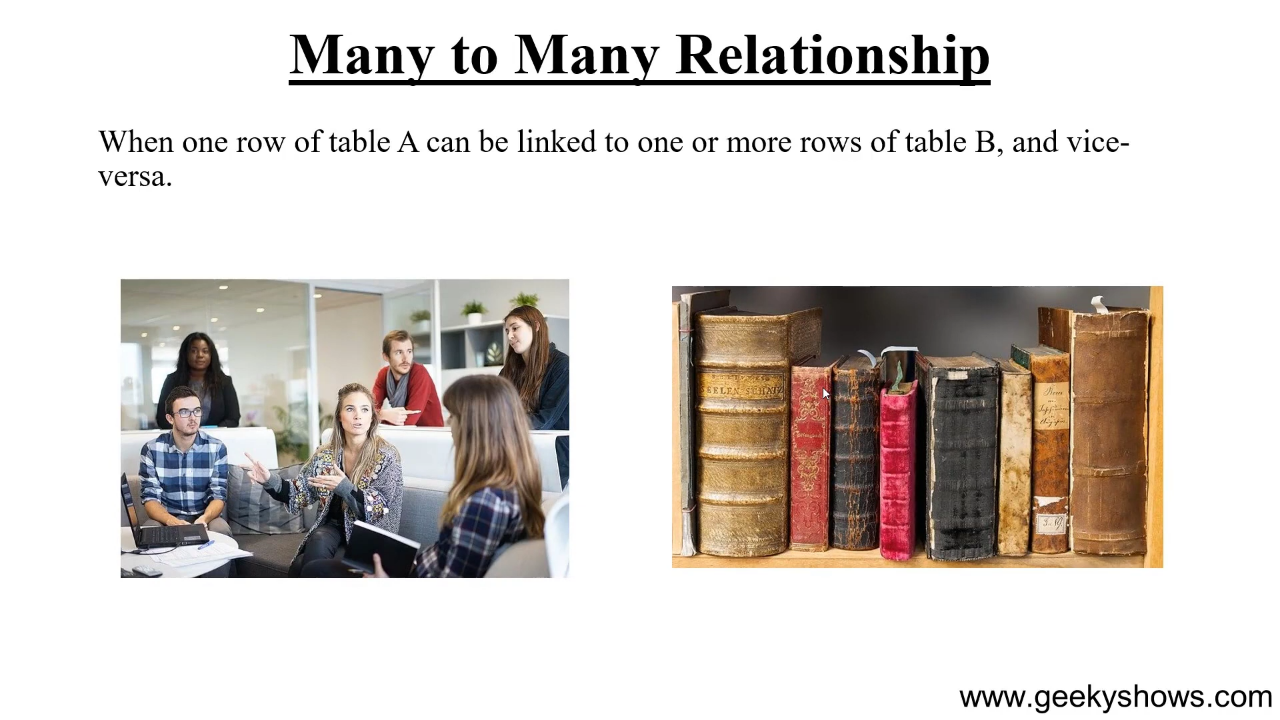 Many to Many Relationship
When one row of table A can be linked to one or more rows of table B, and vice-
versa.
www.geekyshows.com